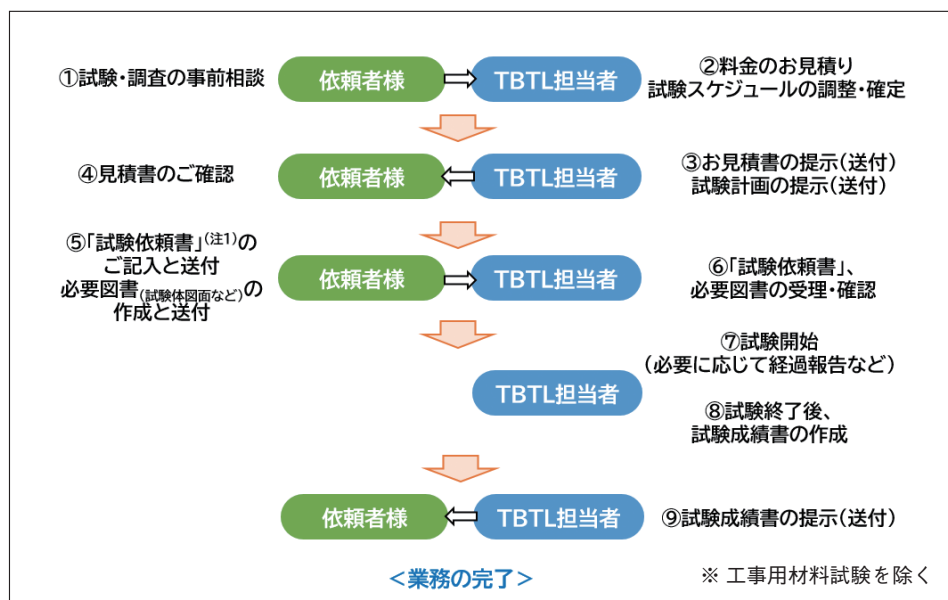 ①試験・調査の事前相談
依頼者様
TBTL担当者
②料金のお見積り
試験スケジュールの調整・確定
④見積書のご確認
依頼者様
TBTL担当者
③お見積書の提示(送付)
試験計画の提示(送付)
⑤「試験依頼書」(注1)の
ご記入と送付
必要図書(試験体図面など)の
作成と送付
依頼者様
TBTL担当者
⑥「試験依頼書」、
必要図書の受理・確認
TBTL担当者
⑦試験開始
(必要に応じて経過報告など)
⑧試験終了後、
試験成績書の作成
依頼者様
TBTL担当者
⑨試験成績書の提示(送付)
＜業務の完了＞
※ 工事用材料試験を除く